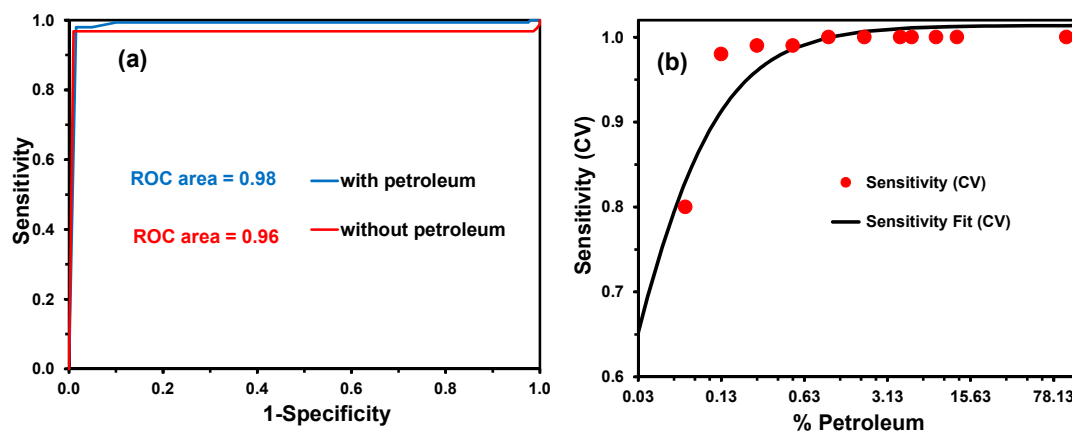 (a)
1.0
0.8
0.6
0.4
0.2
0.0
Sensitivity
ROC area = 0.98
with petroleum
ROC area = 0.96
without petroleum
0.0 0.2 0.4 0.6 0.8 1.0
1-Specificity
(b)
1.0
0.9
0.8
0.7
0.6
Sensitivity (CV)
Sensitivity (CV)
Sensitivity Fit (CV)
0.03 0.13 0.63 3.13 15.63 78.13
% Petroleum